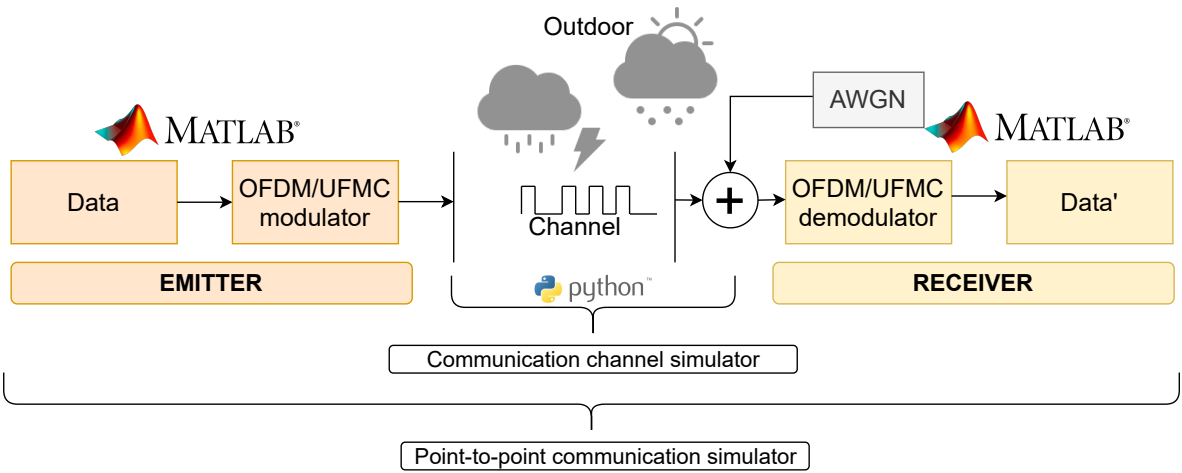 Outdoor
AWGN
MATLAB®
MATLAB®
Data
OFDM/UFMC
modulator
Channel
+
OFDM/UFMC
demodulator
Data'
EMITTER
python™
RECEIVER
Communication channel simulator
Point-to-point communication simulator